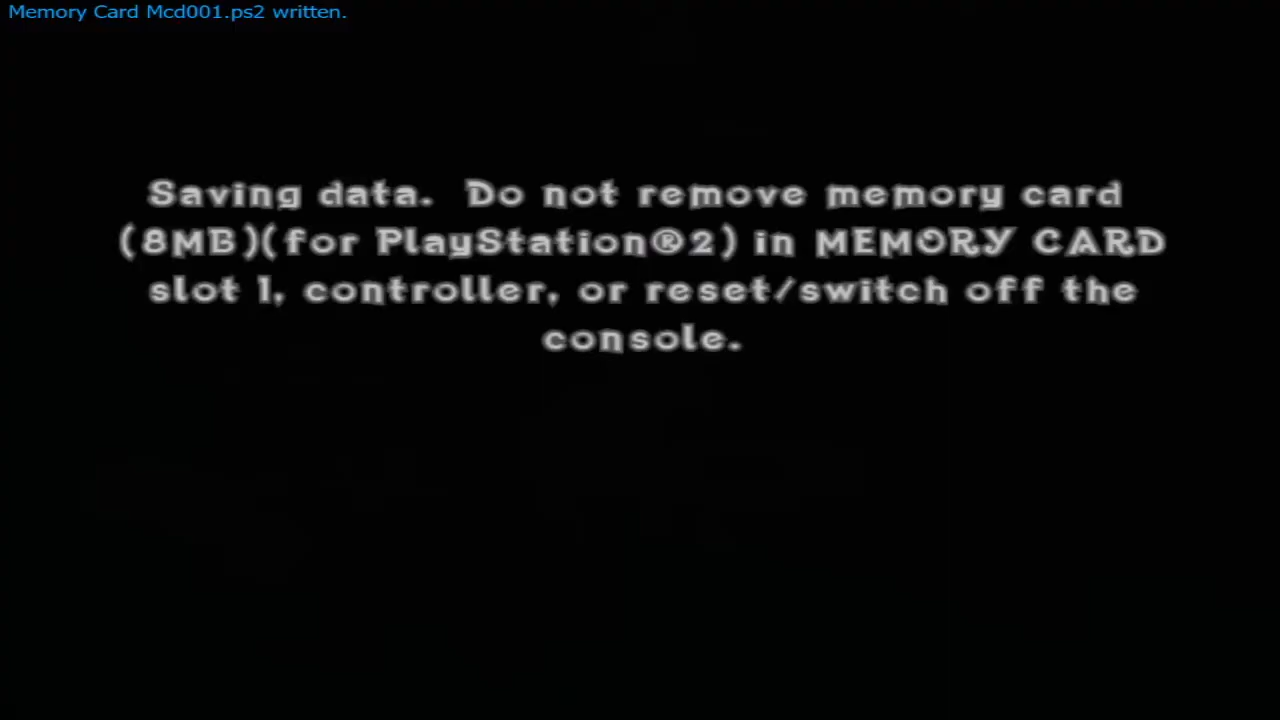 Memory Card Mcd001.ps2 written.
Saving data. Do not remove memory card
(8MB)(for PlayStation®2) in MEMORY CARD
slot 1, controller, or reset/switch off the
console.